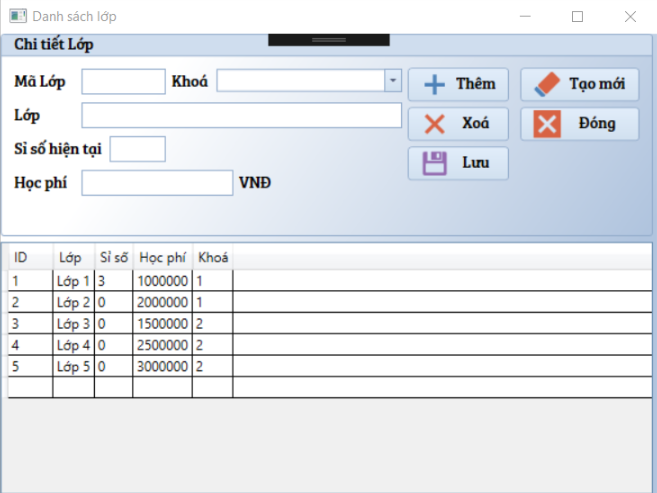 Danh sách lớp
Chi tiết Lớp
Mã Lớp Khoá Thêm Tạo mới
Lớp Xoá Đóng
Sỉ số hiện tại Lưu
Học phí VNĐ
ID Lớp Sỉ số Học phí Khoá
1 Lớp 1 3 1000000 1
2 Lớp 2 0 2000000 1
3 Lớp 3 0 1500000 2
4 Lớp 4 0 2500000 2
5 Lớp 5 0 3000000 2